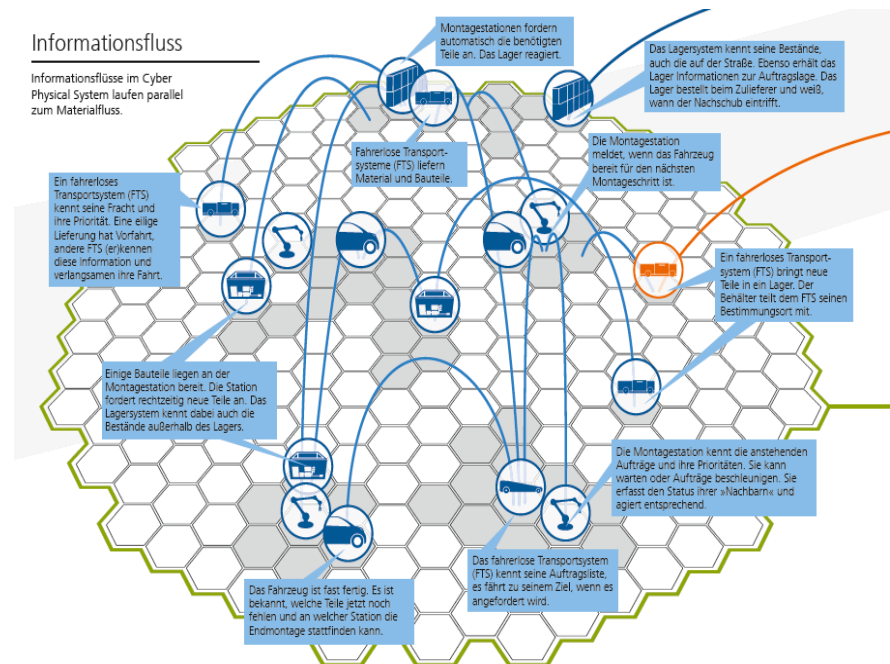 Informationsfluss
Informationsflüsse im Cyber
Physical System laufen parallel
zum Materialfluss.
Montagestationen fordern
automatisch die benötigten
Teile an. Das Lager reagiert.
Das Lagersystem kennt seine Bestände,
auch die auf der Straße. Ebenso erhält das
Lager Informationen zur Auftragslage. Das
Lager bestellt beim Zulieferer und weiß,
wann der Nachschub eintrifft.
Fahrerlose Transport-
systeme (FTS) liefern
Material und Bauteile.
Die Montagestation
meldet, wenn das Fahrzeug
bereit für den nächsten
Montageschritt ist.
Ein fahrerloses
Transportsystem (FTS)
kennt seine Fracht und
ihre Priorität. Eine eilige
Lieferung hat Vorfahrt,
andere FTS (er)kennen
diese Information und
verlangsamen ihre Fahrt.
Ein fahrerloses Transport-
system (FTS) bringt neue
Teile in ein Lager. Der
Behälter teilt dem FTS seinen
Bestimmungsort mit.
Einige Bauteile liegen an der
Montagestation bereit. Die Station
fordert rechtzeitig neue Teile an. Das
Lagersystem kennt dabei auch die
Bestände außerhalb des Lagers.
Die Montagestation kennt die anstehenden
Aufträge und ihre Prioritäten. Sie kann
warten oder Aufträge beschleunigen. Sie
erfasst den Status ihrer »Nachbarn« und
agiert entsprechend.
Das fahrerlose Transportsystem
(FTS) kennt seine Auftragsliste,
es fährt zu seinem Ziel, wenn es
angefordert wird.
Das Fahrzeug ist fast fertig. Es ist
bekannt, welche Teile jetzt noch
fehlen und an welcher Station die
Endmontage stattfinden kann.